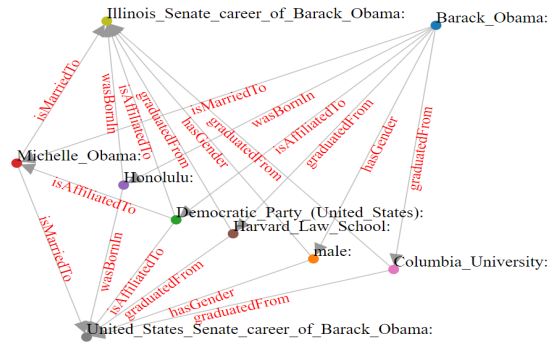 Illinois_Senate_career_of_Barack_Obama:
Barack_Obama:
isMarriedTo
wasBornIn
isAffiliatedTo
graduatedFrom
hasGender
graduatedFrom
isMarriedTo
wasBornIn
isAffiliatedTo
graduatedFrom
hasGender
graduatedFrom
Michelle_Obama:
Honolulu:
isAffiliatedTo
Democratic_Party_(United_States):
Harvard_Law_School:
male:
Columbia_University:
isMarriedTo
wasBornIn
isAffiliatedTo
graduatedFrom
hasGender
graduatedFrom
United_States_Senate_career_of_Barack_Obama: